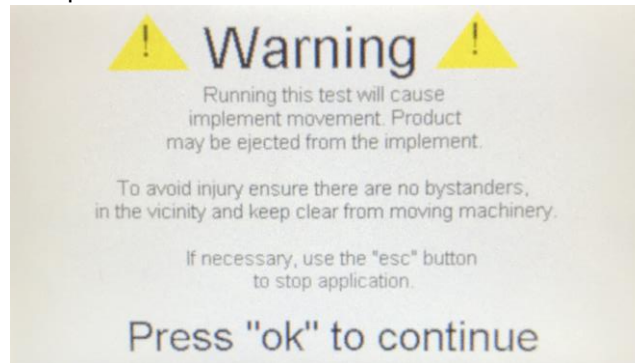 ! Warning !
Running this test will cause
implement movement. Product
may be ejected from the implement.
To avoid injury ensure there are no bystanders,
in the vicinity and keep clear from moving machinery.
If necessary, use the "esc" button
to stop application.
Press "ok" to continue